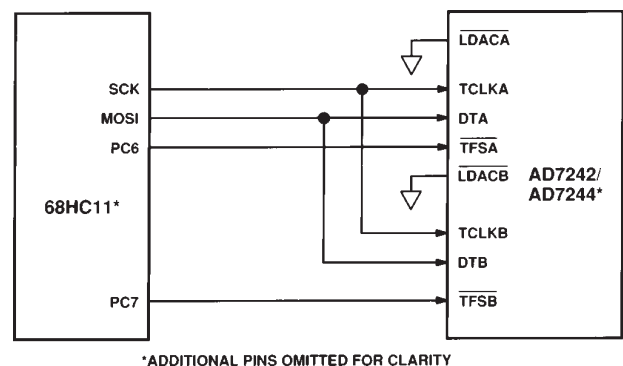 LDACA
SCK
TCLKA
MOSI
DTA
PC6
TFSA
LDACB
AD7242/
AD7244*
68HC11*
TCLKB
DTB
PC7
TFSB
*ADDITIONAL PINS OMITTED FOR CLARITY